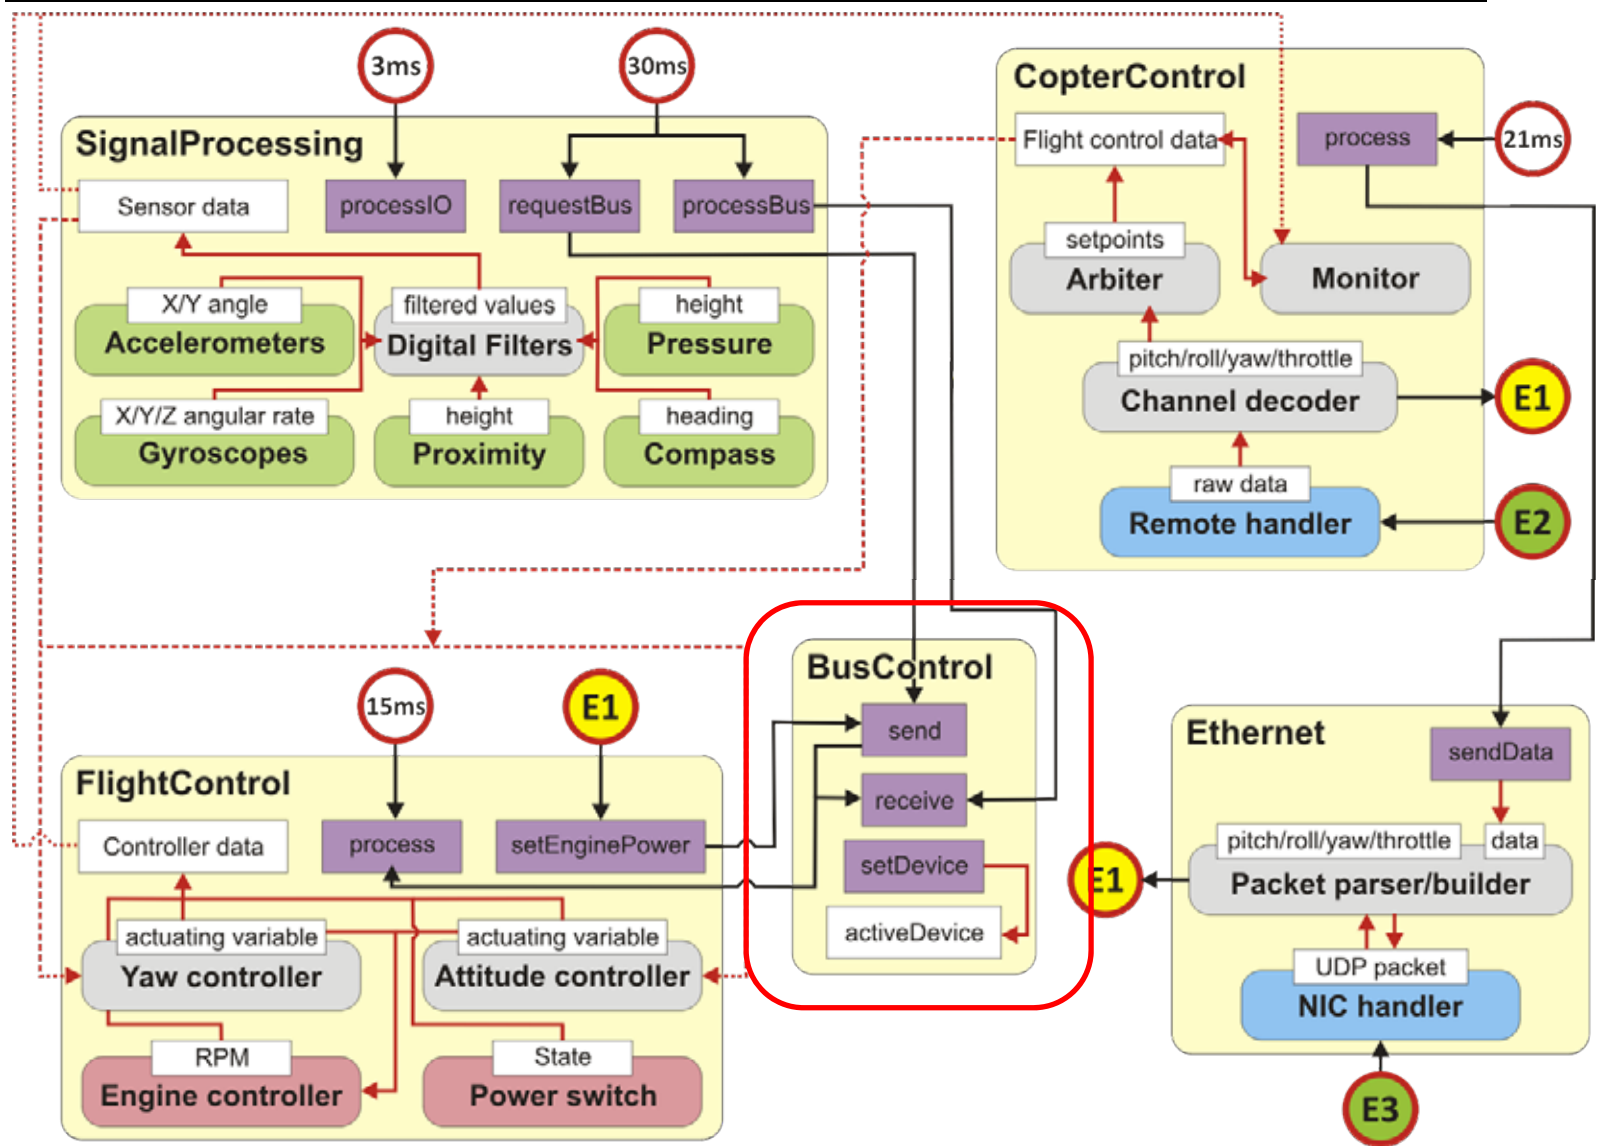 3ms
30ms
SignalProcessing
Sensor data
processIO
requestBus
processBus
X/Y angle
Accelerometers
filtered values
Digital Filters
height
Pressure
X/Y/Z angular rate
Gyroscopes
height
Proximity
heading
Compass
CopterControl
Flight control data
process
21ms
setpoints
Arbiter
Monitor
pitch/roll/yaw/throttle
Channel decoder
E1
raw data
Remote handler
E2
15ms
E1
FlightControl
Controller data
process
setEnginePower
actuating variable
Yaw controller
actuating variable
Attitude controller
RPM
Engine controller
State
Power switch
BusControl
send
receive
setDevice
activeDevice
Ethernet
sendData
pitch/roll/yaw/throttle
data
E1
Packet parser/builder
UDP packet
NIC handler
E3